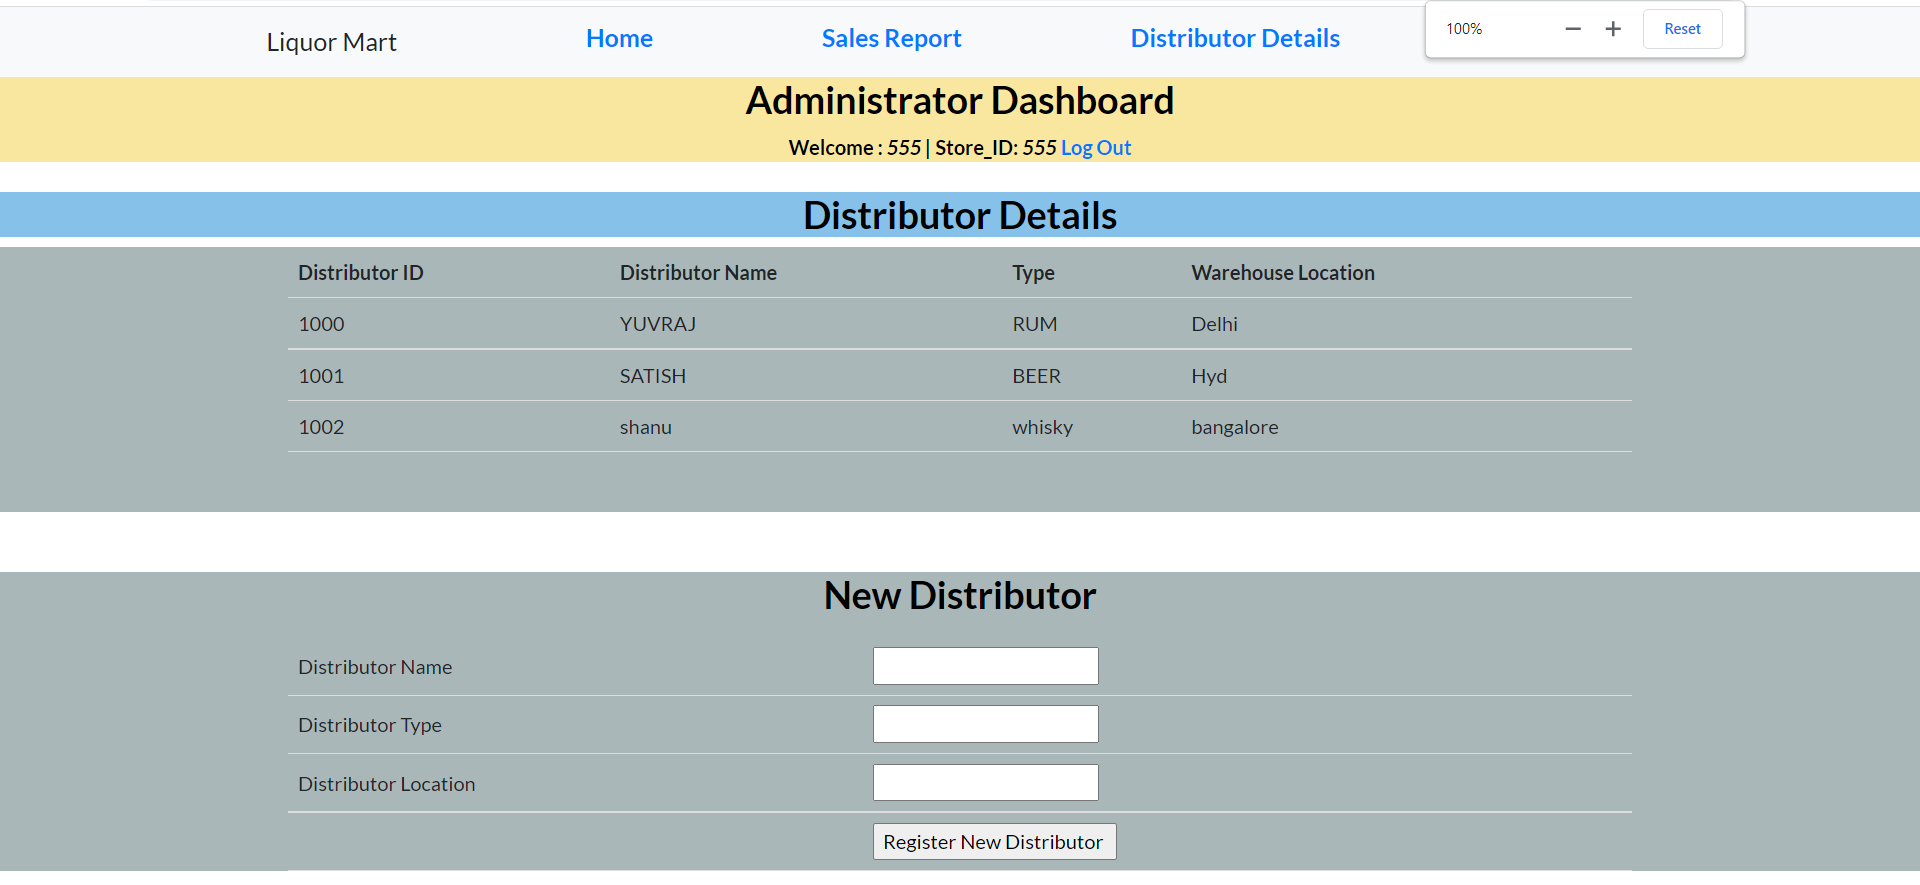 Liquor Mart Home Sales Report Distributor Details 100% Reset
Administrator Dashboard
Welcome : 555 | Store_ID: 555 Log Out
Distributor Details
Distributor ID Distributor Name Type Warehouse Location
1000 YUVRAJ RUM Delhi
1001 SATISH BEER Hyd
1002 shanu whisky bangalore
New Distributor
Distributor Name
Distributor Type
Distributor Location
Register New Distributor